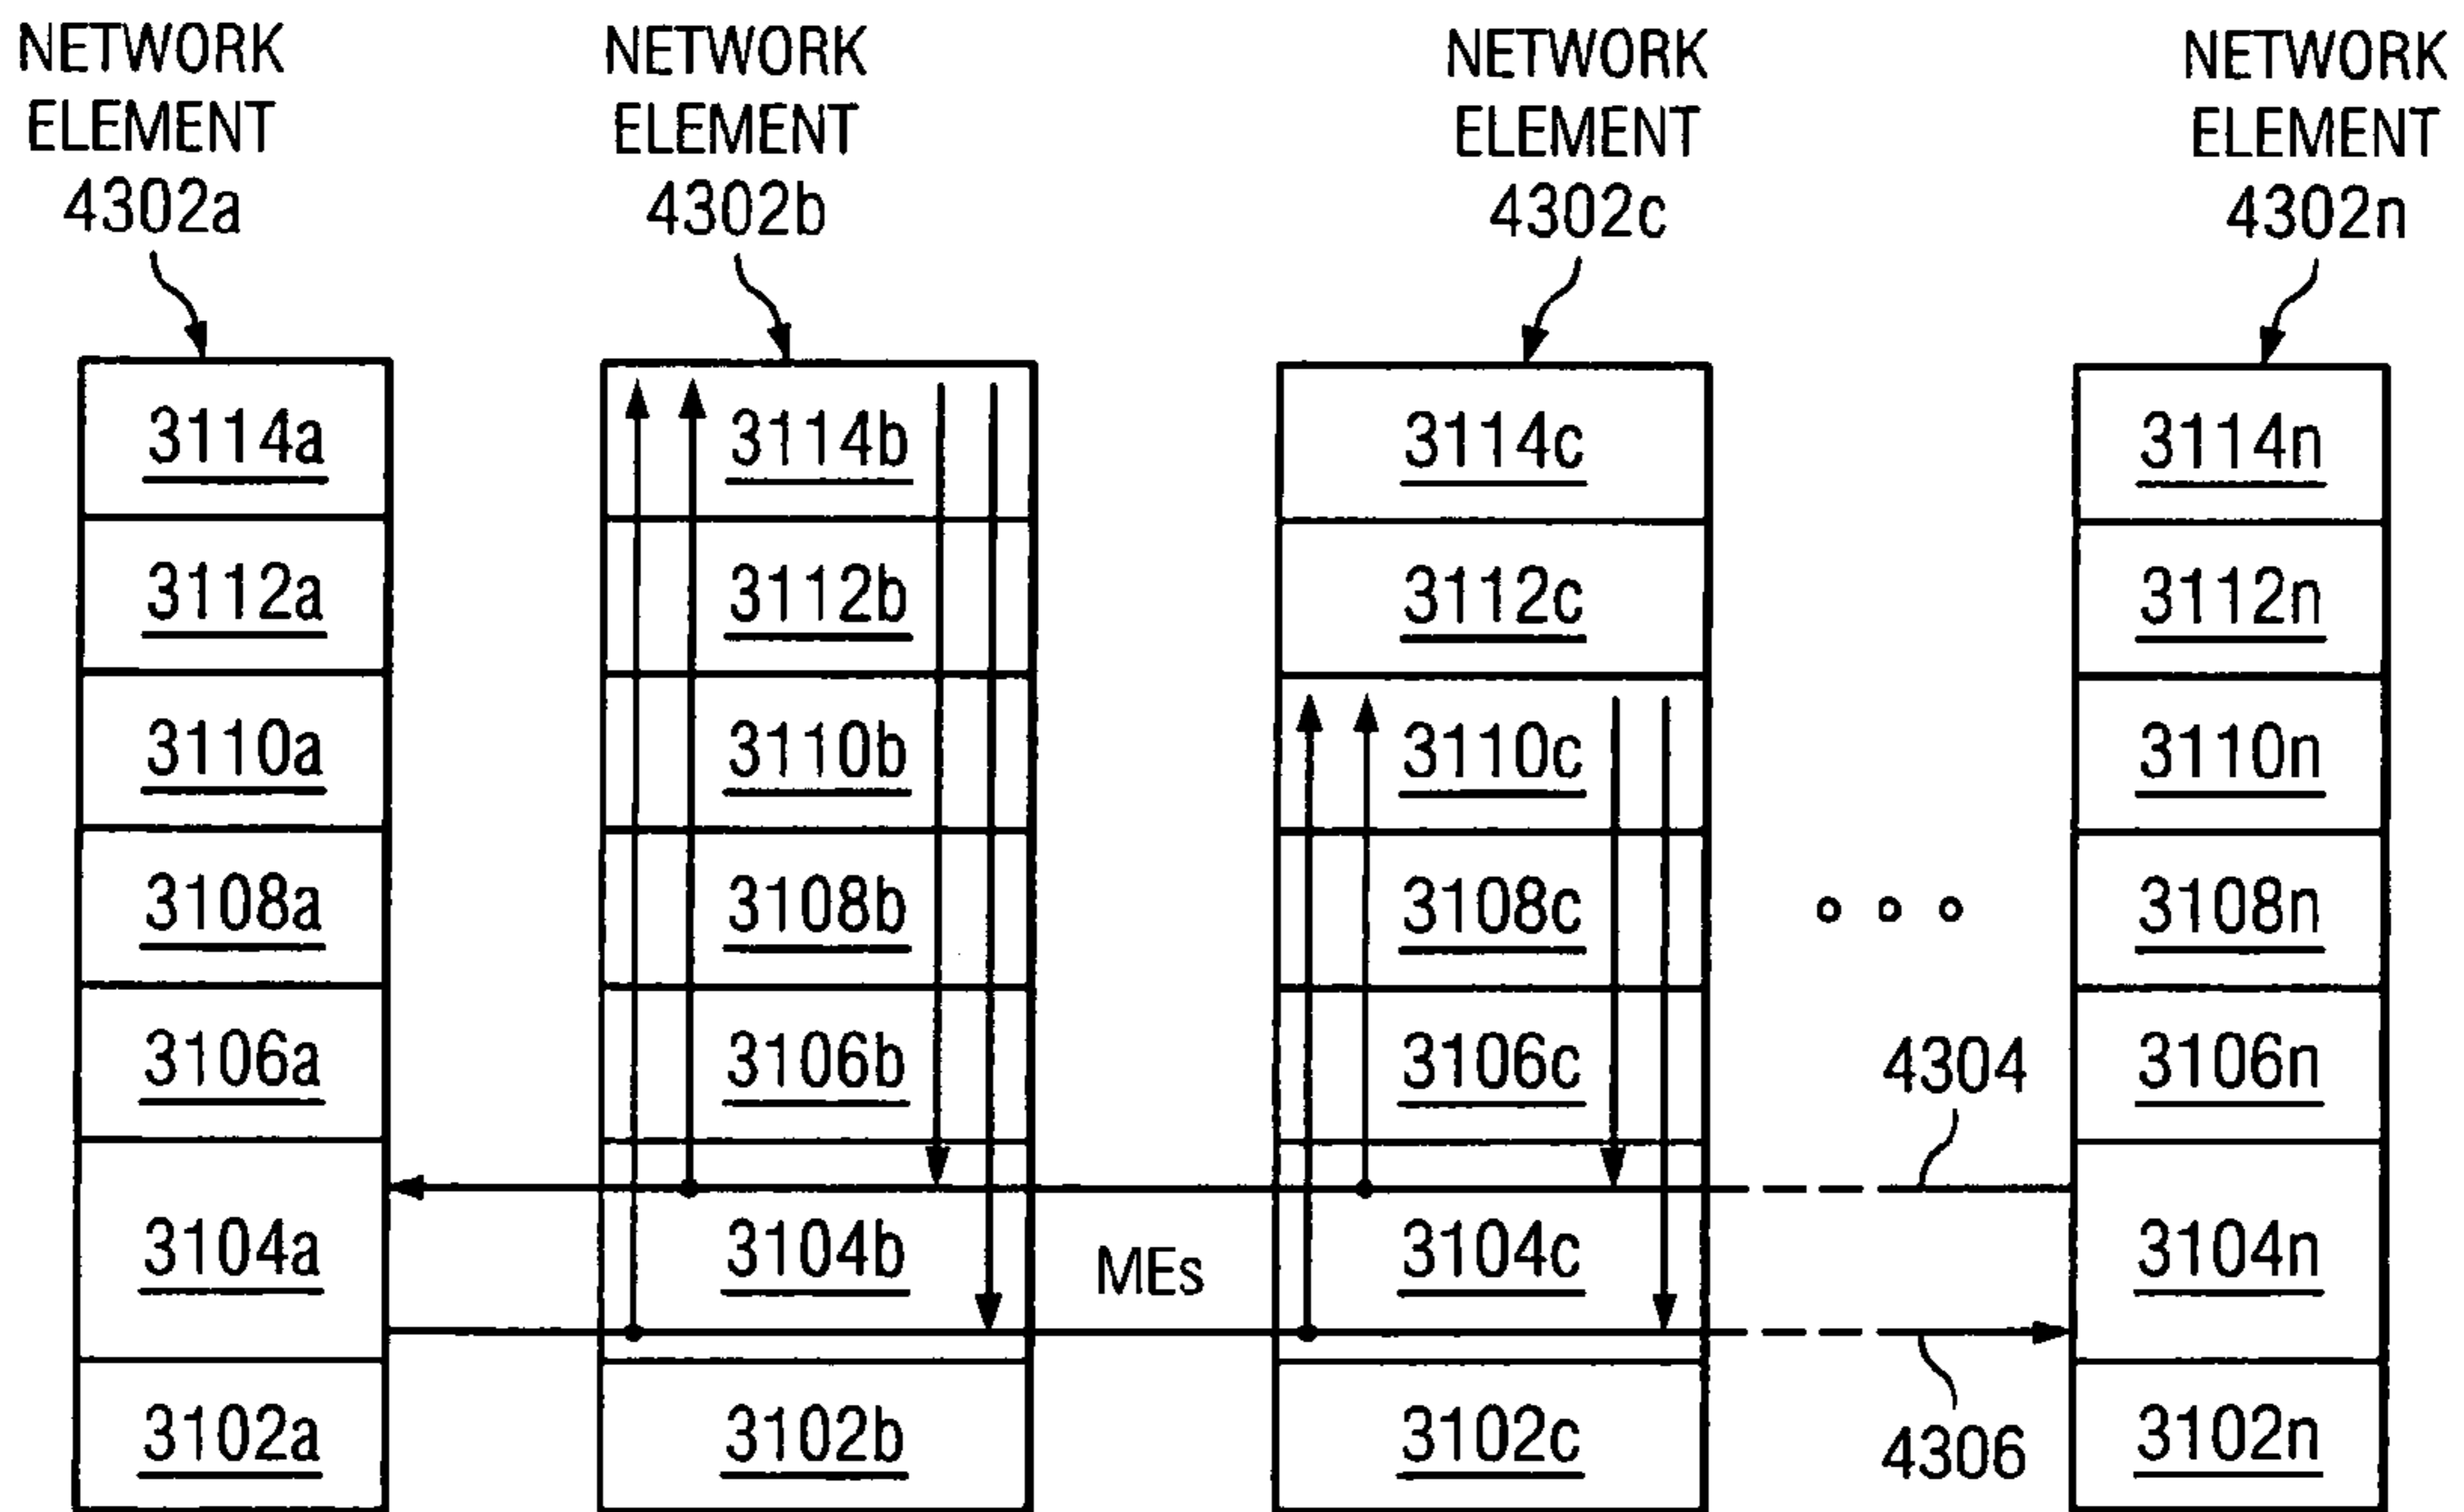 NETWORK
ELEMENT
4302a
NETWORK
ELEMENT
4302b
NETWORK
ELEMENT
4302c
NETWORK
ELEMENT
4302n
3114a
3114b
3114c
3114n
3112a
3112b
3112c
3112n
3110a
3110b
3110c
3110n
3108a
3108b
3108c
3108n
3106a
3106b
3106c
4304
3106n
3104a
3104b
MEs
3104c
3104n
3102a
3102b
3102c
4306
3102n